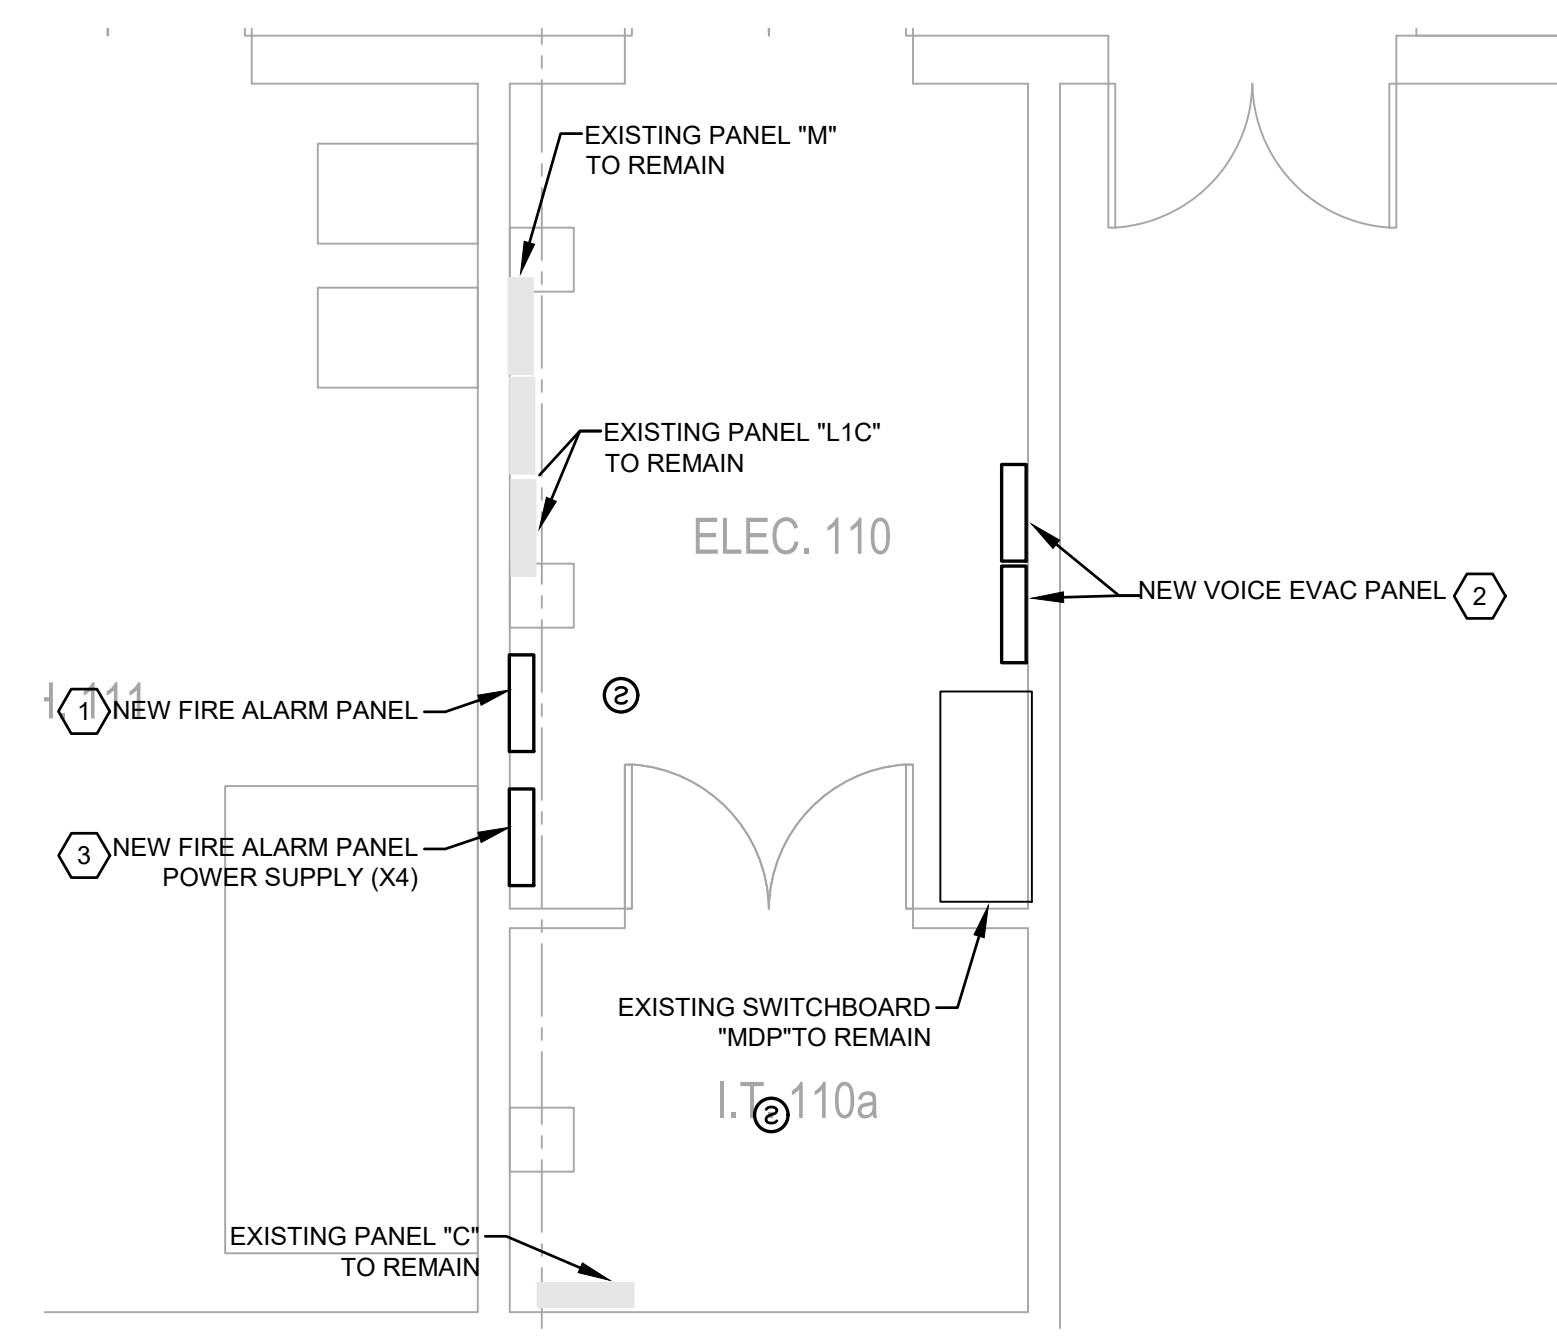 EXISTING PANEL "M"
TO REMAIN
EXISTING PANEL "L1C"
TO REMAIN
ELEC. 110
NEW VOICE EVAC PANEL 2
111
1 NEW FIRE ALARM PANEL
S
3 NEW FIRE ALARM PANEL
POWER SUPPLY (X4)
EXISTING SWITCHBOARD
"MDP"TO REMAIN
I.T. 110a
S
EXISTING PANEL "C"
TO REMAIN